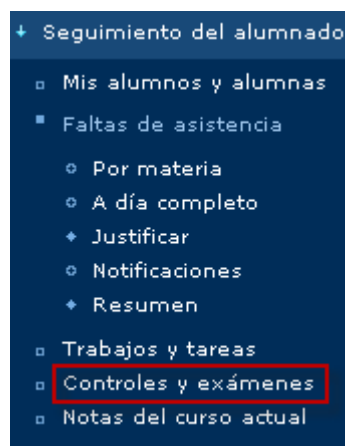 Seguimiento del alumnado
Mis alumnos y alumnas
Faltas de asistencia
Por materia
A día completo
Justificar
Notificaciones
Resumen
Trabajos y tareas
Controles y exámenes
Notas del curso actual